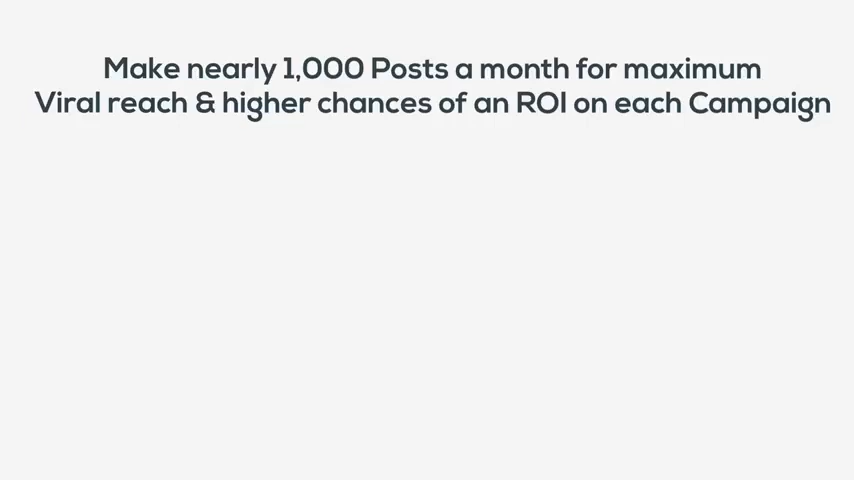 Make nearly 1,000 Posts a month for maximum
Viral reach & higher chances of an ROI on each Campaign